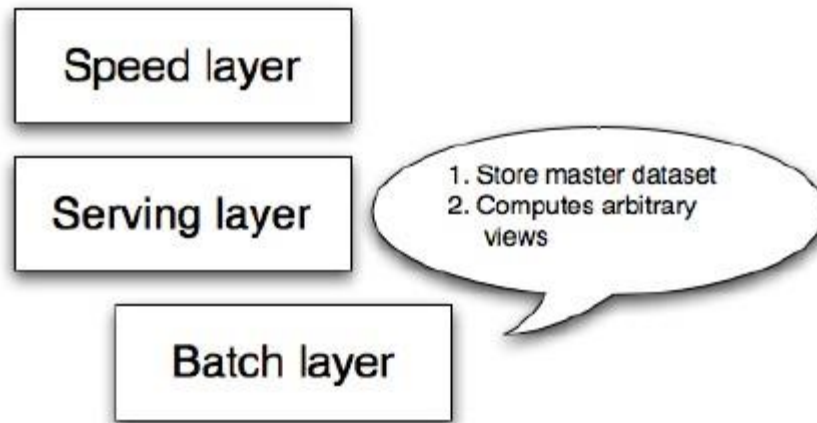 Speed layer
Serving layer
1. Store master dataset
2. Computes arbitrary
views
Batch layer